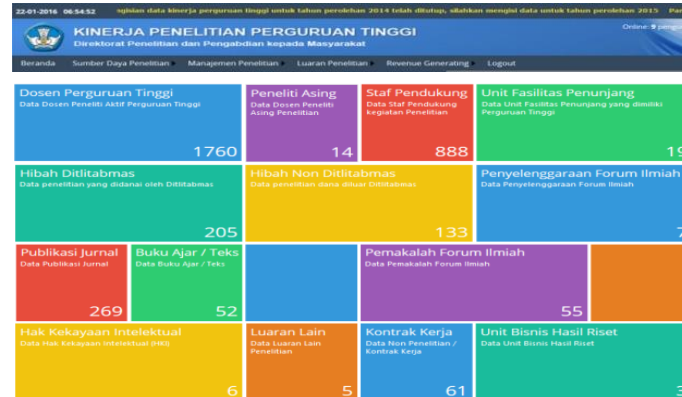 22-01-2016 06:54:52 ngisian data kinerja perguruan tinggi untuk tahun perolehan 2014 telah ditutup, silahkan mengisi data untuk tahun perolehan 2015
KINERJA PENELITIAN PERGURUAN TINGGI
Online: 9
Direktorat Penelitian dan Pengabdian kepada Masyarakat
Beranda Sumber Daya Penelitian Manajemen Penelitian Luaran Penelitian Revenue Generating Logout
Dosen Perguruan Tinggi
Data Dosen Peneliti Aktif Perguruan Tinggi
1760
Peneliti Asing
Data Dosen Peneliti
Asing Penelitian
14
Staf Pendukung
Data Staf Pendukung
kegiatan Penelitian
888
Unit Fasilitas Penunjang
Data Unit Fasilitas Penunjang yang dimiliki
Perguruan Tinggi
19
Hibah Ditlitabmas
Data penelitian yang didanai oleh Ditlitabmas
205
Hibah Non Ditlitabmas
Data penelitian dana diluar Ditlitabmas
133
Penyelenggaraan Forum Ilmiah
Data Penyelenggaraan Forum Ilmiah
Publikasi Jurnal
Data Publikasi Jurnal
269
Buku Ajar / Teks
Data Buku Ajar / Teks
52
Pemakalah Forum Ilmiah
Data Pemakalah Forum Ilmiah
55
Hak Kekayaan Intelektual
Data Hak Kekayaan Intelektual (HKI)
6
Luaran Lain
Data Luaran Lain
Penelitian
5
Kontrak Kerja
Data Non Penelitian /
Kontrak Kerja
61
Unit Bisnis Hasil Riset
Data Unit Bisnis Hasil Riset